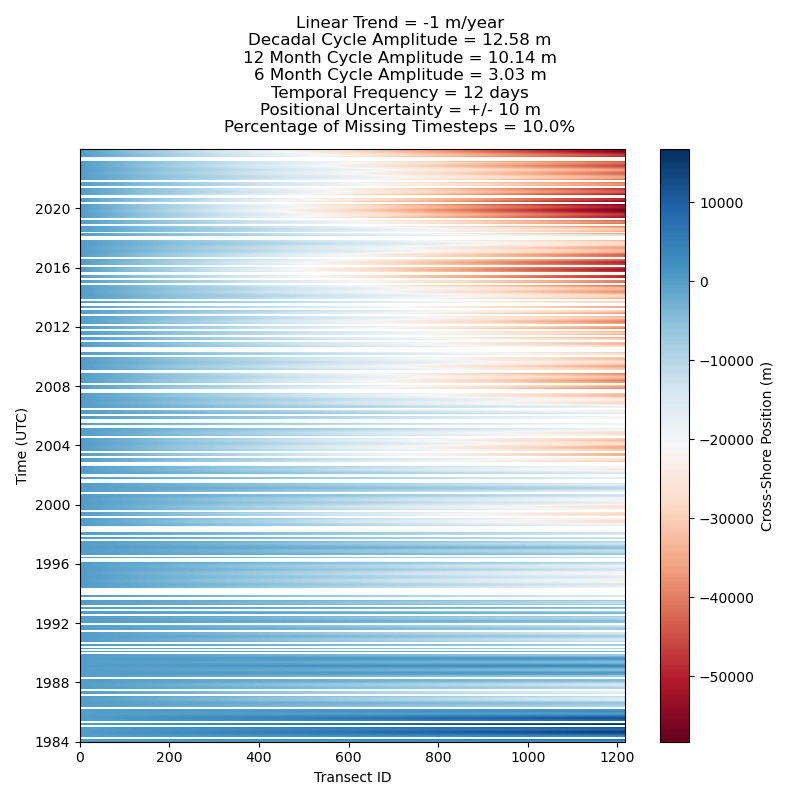 Linear Trend = -1 m/year
Decadal Cycle Amplitude = 12.58 m
12 Month Cycle Amplitude = 10.14 m
6 Month Cycle Amplitude = 3.03 m
Temporal Frequency = 12 days
Positional Uncertainty = +/- 10 m
Percentage of Missing Timesteps = 10.0%
Time (UTC)
2020
2016
2012
2008
2004
2000
1996
1992
1988
1984
0 200 400 600 800 1000 1200
Transect ID
10000
0
−10000
−20000
−30000
−40000
−50000
Cross-Shore Position (m)